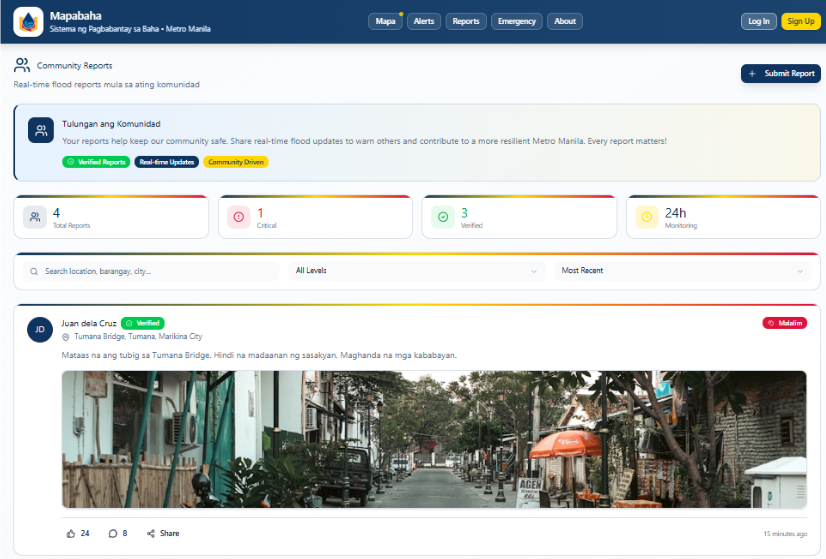 Mapabaha
Sistema ng Pagbabantay sa Baha • Metro Manila
Mapa
Alerts
Reports
Emergency
About
Log In
Sign Up
Community Reports
Real-time flood reports mula sa ating komunidad
+ Submit Report
Tulungan ang Komunidad
Your reports help keep our community safe. Share real-time flood updates to warn others and contribute to a more resilient Metro Manila. Every report matters!
Verified Reports
Real-time Updates
Community Driven
4
Total Reports
1
Critical
3
Verified
24h
Monitoring
Search location, barangay, city...
All Levels
Most Recent
JD
Juan dela Cruz
Verified
Malalim
Tumana Bridge, Tumana, Marikina City
Mataas na ang tubig sa Tumana Bridge. Hindi na madaanan ng sasakyan. Maghanda na mga kababayan.
AGEN
24
8
Share
15 minutes ago